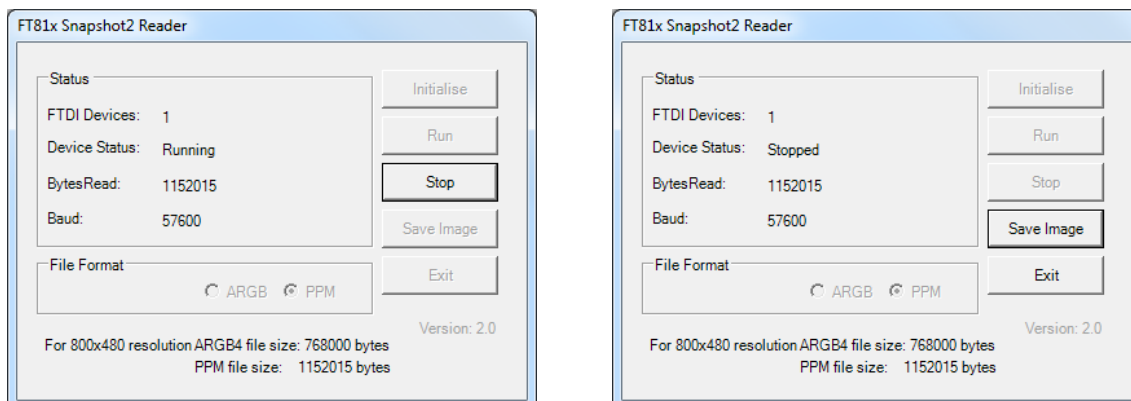 FT81x Snapshot2 Reader
Status
FTDI Devices: 1
Device Status: Running
BytesRead: 1152015
Baud: 57600
Initialise
Run
Stop
Save Image
Exit
File Format
ARGB PPM
Version: 2.0
For 800x480 resolution ARGB4 file size: 768000 bytes
PPM file size: 1152015 bytes
FT81x Snapshot2 Reader
Status
FTDI Devices: 1
Device Status: Stopped
BytesRead: 1152015
Baud: 57600
Initialise
Run
Stop
Save Image
Exit
File Format
ARGB PPM
Version: 2.0
For 800x480 resolution ARGB4 file size: 768000 bytes
PPM file size: 1152015 bytes